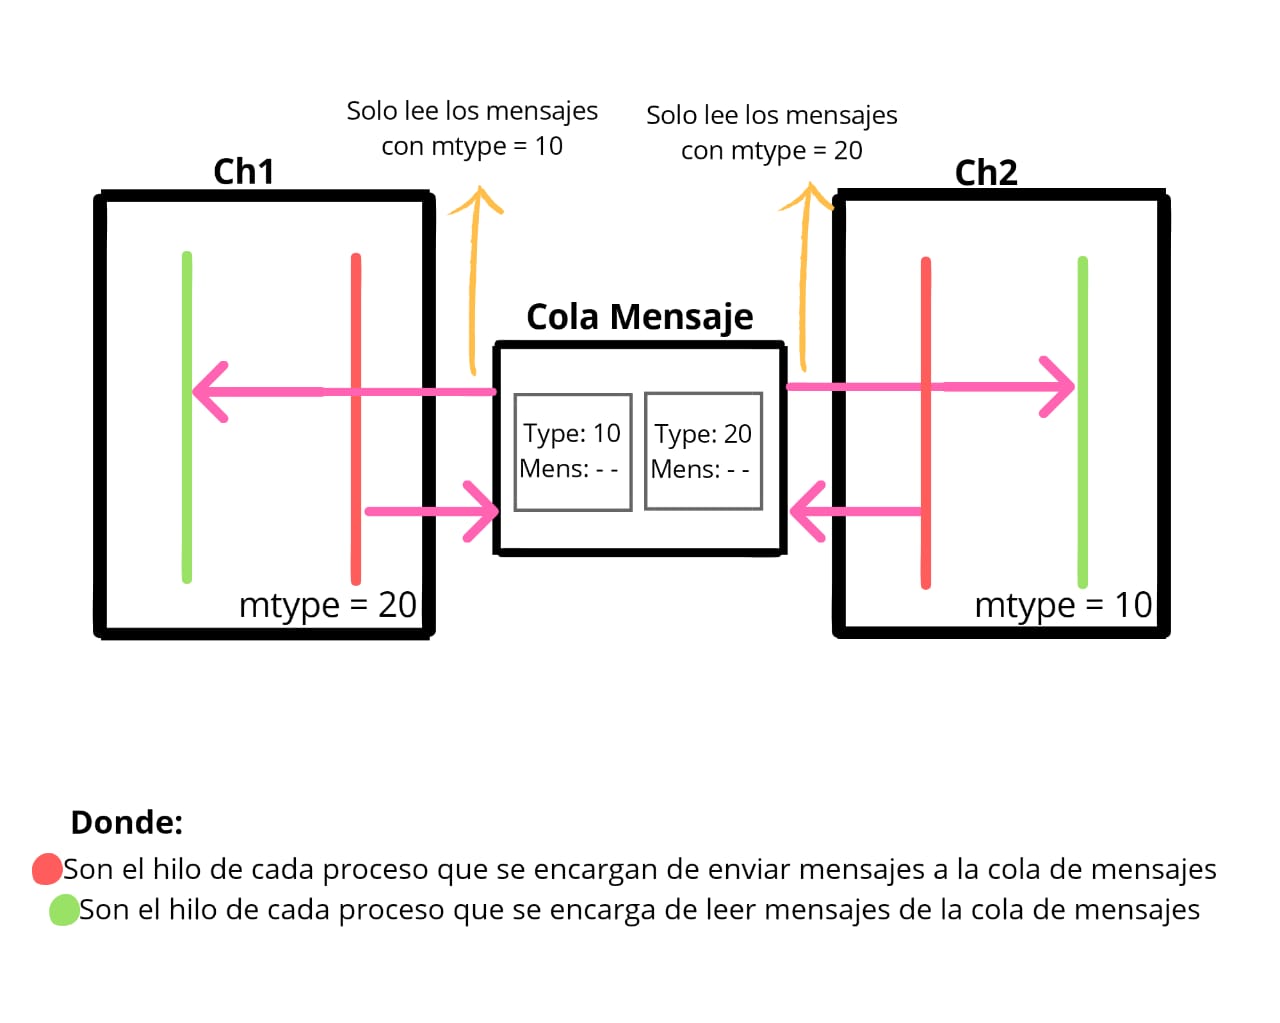 Solo lee los mensajes
con mtype = 10
Solo lee los mensajes
con mtype = 20
Ch1
Ch2
Cola Mensaje
Type: 10
Mens: - -
Type: 20
Mens: - -
mtype = 20
mtype = 10
Donde:
Son el hilo de cada proceso que se encargan de enviar mensajes a la cola de mensajes
Son el hilo de cada proceso que se encarga de leer mensajes de la cola de mensajes